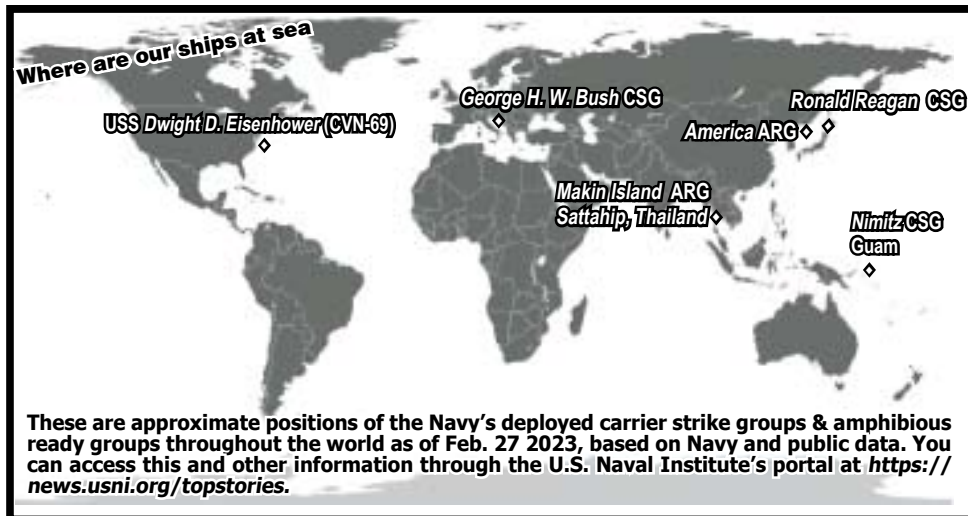 Where are our ships at sea
George H. W. Bush CSG
Ronald Reagan CSG
USS Dwight D. Eisenhower (CVN-69)
America ARG
Makin Island ARG
Sattahip, Thailand
Nimitz CSG
Guam
These are approximate positions of the Navy's deployed carrier strike groups & amphibious
ready groups throughout the world as of Feb. 27 2023, based on Navy and public data. You
can access this and other information through the U.S. Naval Institute's portal at https://
news.usni.org/topstories.